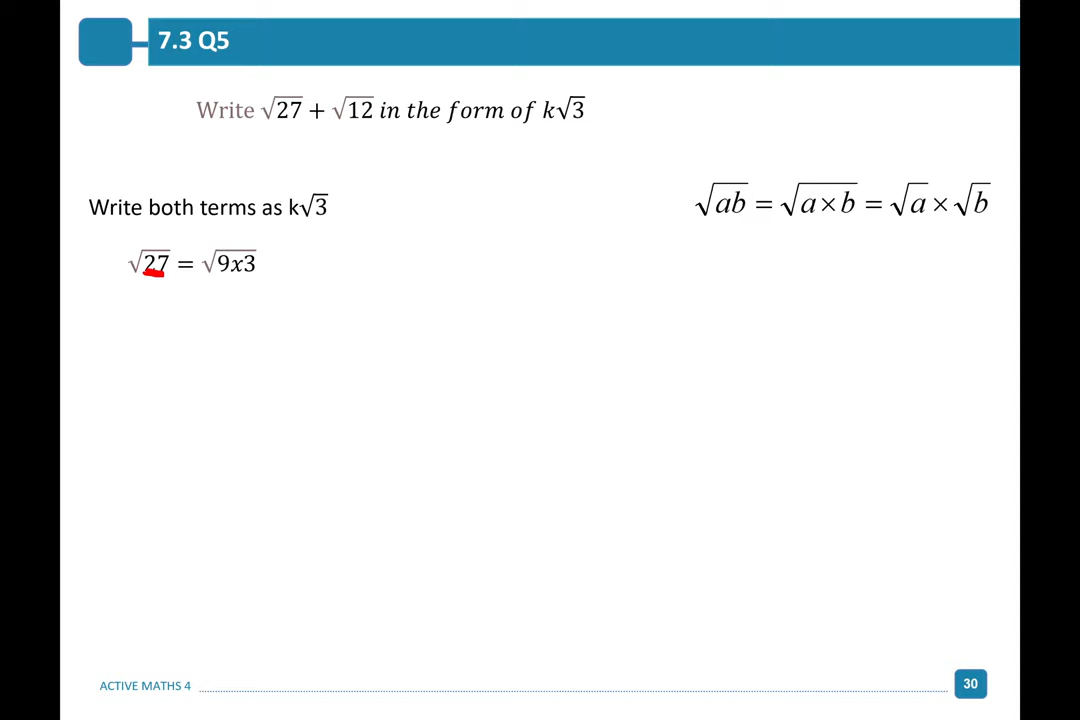 7.3 Q5
Write √27 + √12 in the form of k√3
Write both terms as k√3
√ab = √a×b = √a × √b
√27 = √9x3
ACTIVE MATHS 4
30